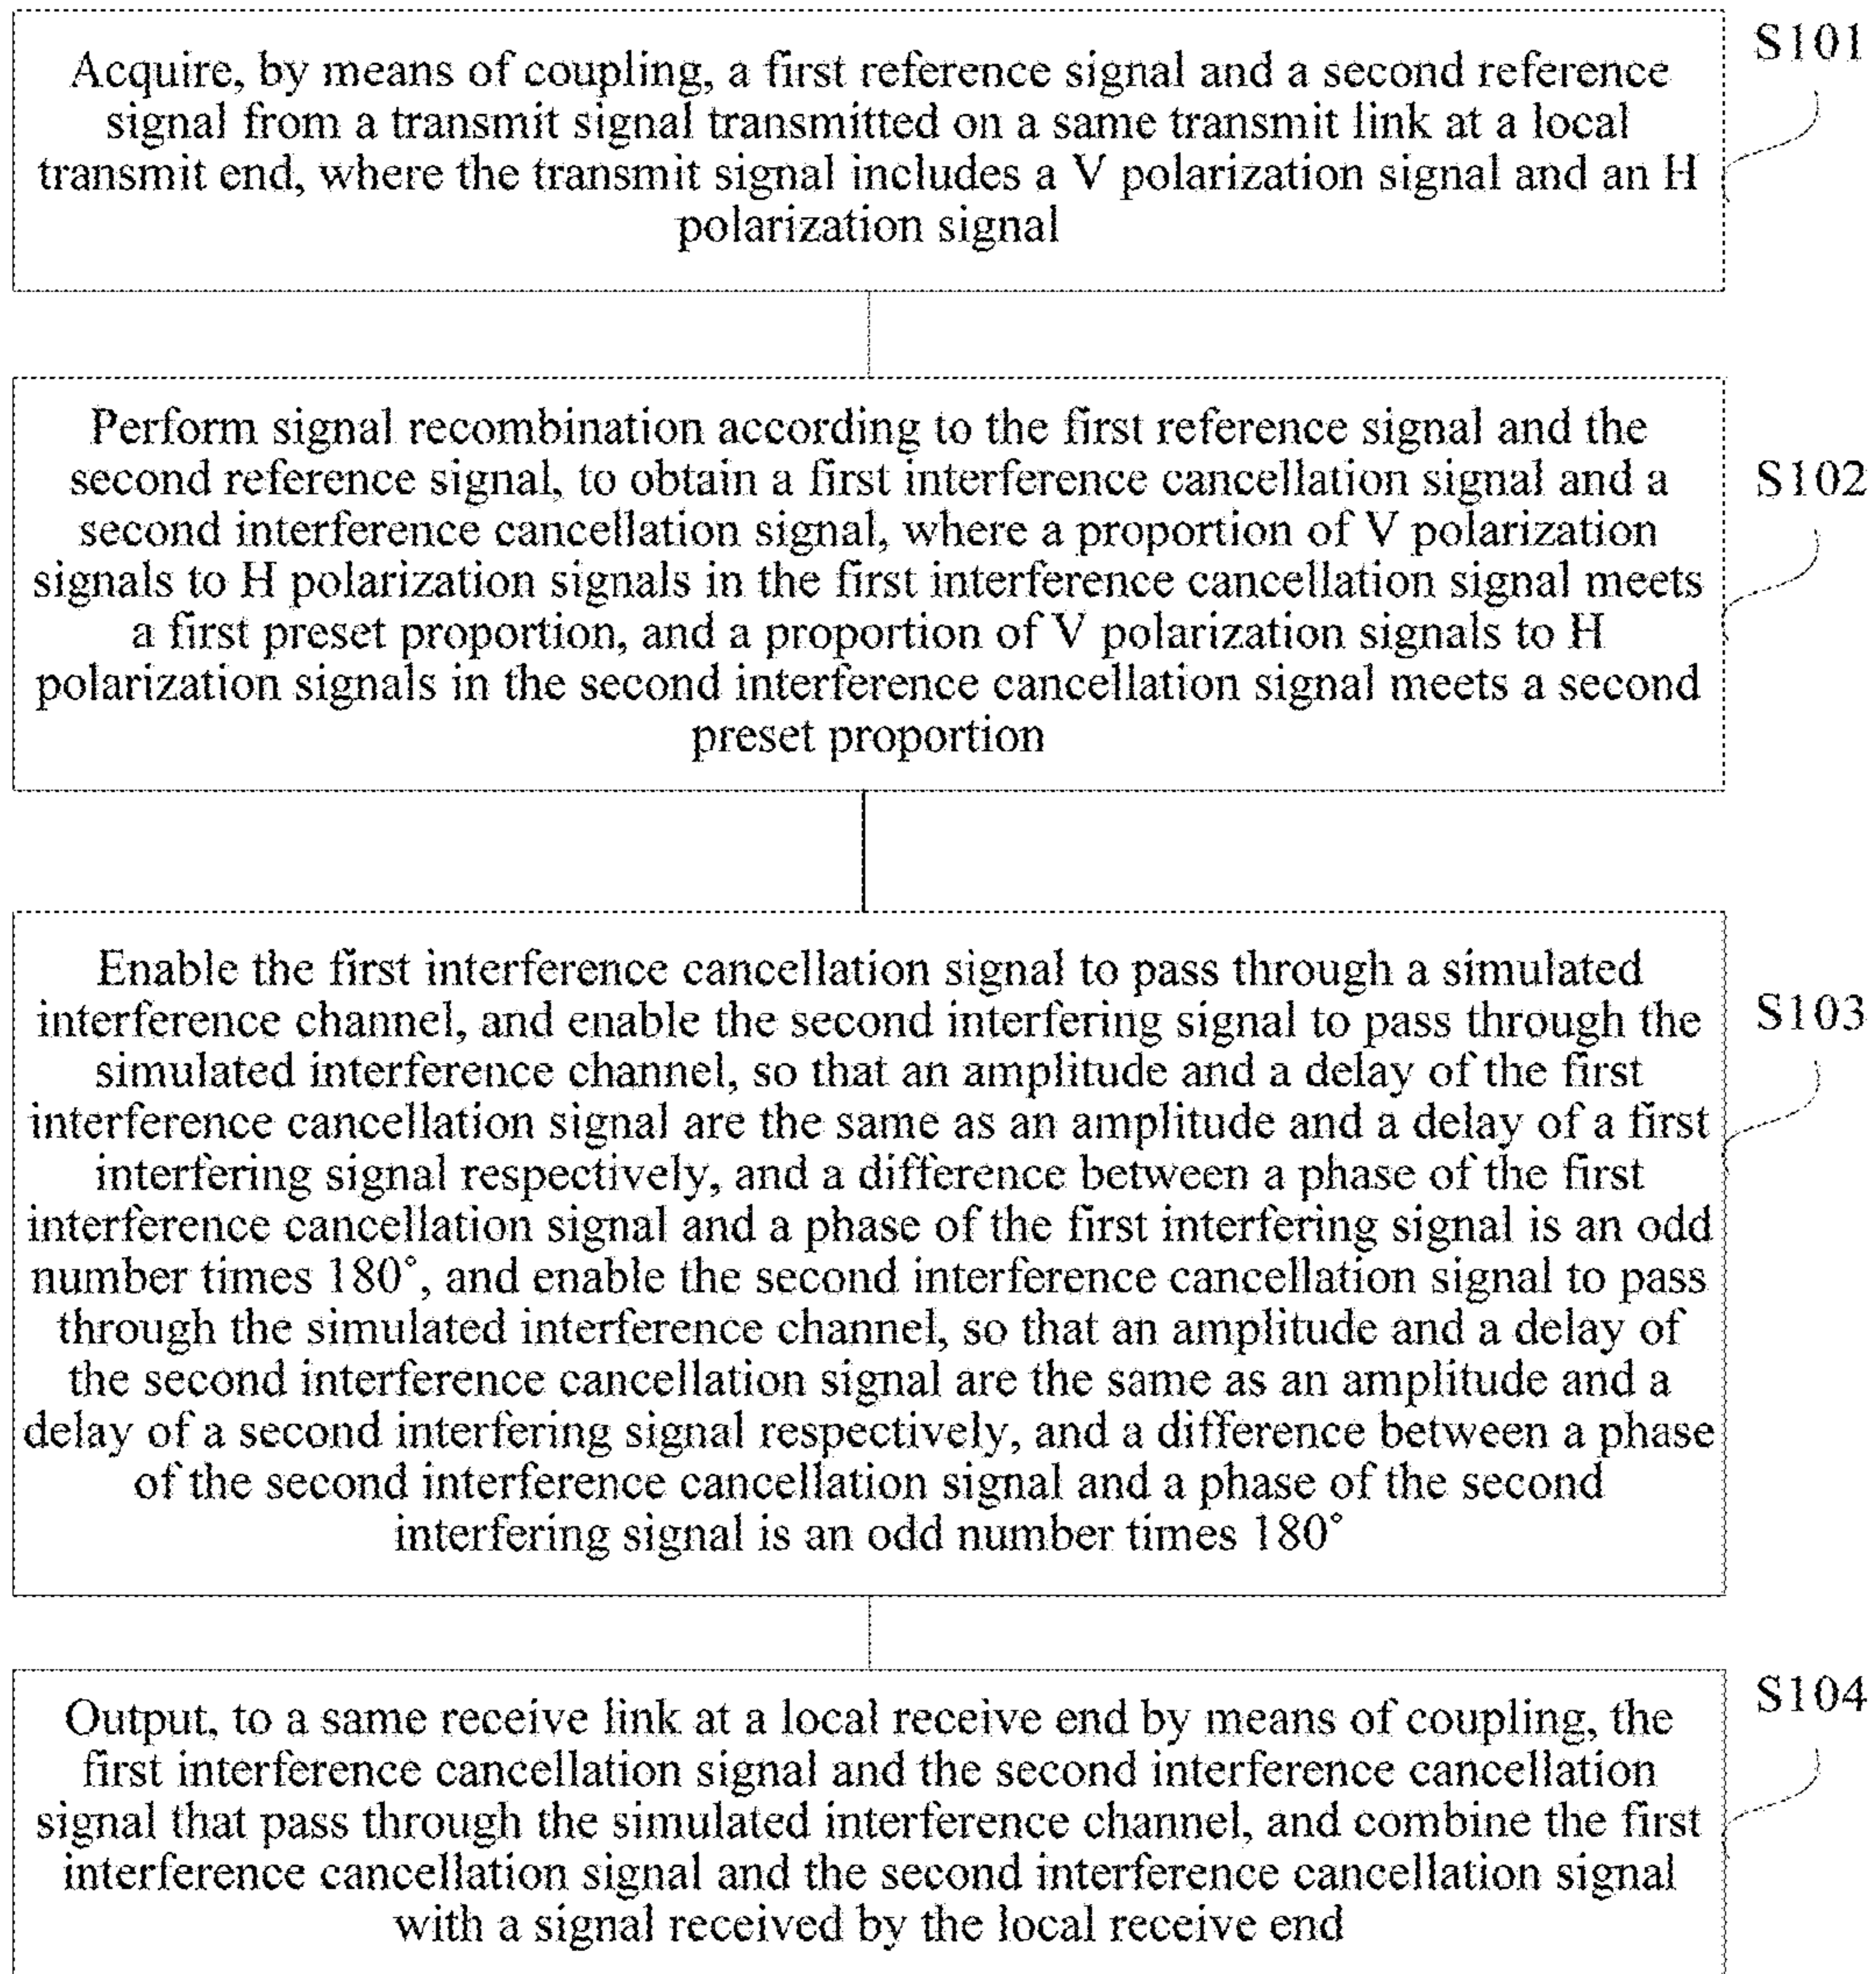 Acquire, by means of coupling, a first reference signal and a second reference
signal from a transmit signal transmitted on a same transmit link at a local
transmit end, where the transmit signal includes a V polarization signal and an H
polarization signal
S101
Perform signal recombination according to the first reference signal and the
second reference signal, to obtain a first interference cancellation signal and a
second interference cancellation signal, where a proportion of V polarization
signals to H polarization signals in the first interference cancellation signal meets
a first preset proportion, and a proportion of V polarization signals to H
polarization signals in the second interference cancellation signal meets a second
preset proportion
S102
Enable the first interference cancellation signal to pass through a simulated
interference channel, and enable the second interfering signal to pass through the
simulated interference channel, so that an amplitude and a delay of the first
interference cancellation signal are the same as an amplitude and a delay of a first
interfering signal respectively, and a difference between a phase of the first
interference cancellation signal and a phase of the first interfering signal is an odd
number times 180°, and enable the second interference cancellation signal to pass
through the simulated interference channel, so that an amplitude and a delay of
the second interference cancellation signal are the same as an amplitude and a
delay of a second interfering signal respectively, and a difference between a phase
of the second interference cancellation signal and a phase of the second
interfering signal is an odd number times 180°
S103
Output, to a same receive link at a local receive end by means of coupling, the
first interference cancellation signal and the second interference cancellation
signal that pass through the simulated interference channel, and combine the first
interference cancellation signal and the second interference cancellation signal
with a signal received by the local receive end
S104